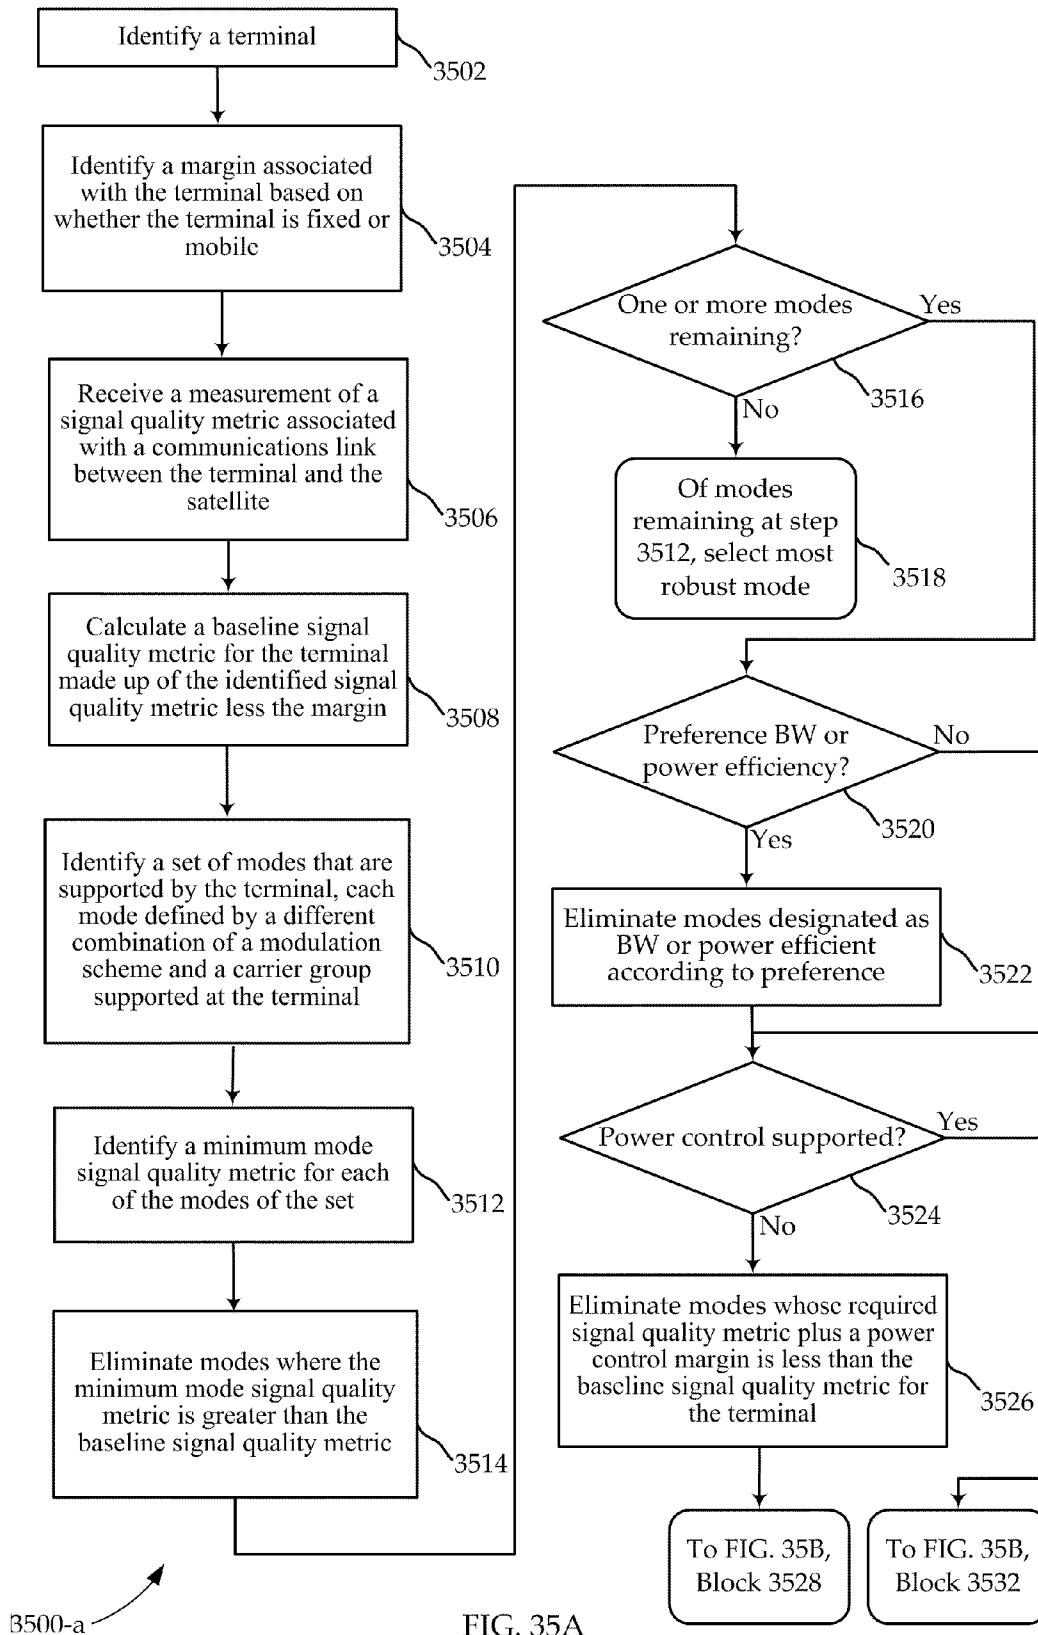 Identify a terminal
3502
Identify a margin associated
with the terminal based on
whether the terminal is fixed or
mobile
3504
Receive a measurement of a
signal quality metric associated
with a communications link
between the terminal and the
satellite
3506
Calculate a baseline signal
quality metric for the terminal
made up of the identified signal
quality metric less the margin
3508
Identify a set of modes that are
supported by the terminal, each
mode defined by a different
combination of a modulation
scheme and a carrier group
supported at the terminal
3510
Identify a minimum mode
signal quality metric for each
of the modes of the set
3512
Eliminate modes where the
minimum mode signal quality
metric is greater than the
baseline signal quality metric
3514
One or more modes
remaining?
Yes
3516
No
Of modes
remaining at step
3512, select most
robust mode
3518
Preference BW or
power efficiency?
No
3520
Yes
Eliminate modes designated as
BW or power efficient
according to preference
3522
Power control supported?
Yes
3524
No
Eliminate modes whose required
signal quality metric plus a power
control margin is less than the
baseline signal quality metric for
the terminal
3526
To FIG. 35B,
Block 3528
To FIG. 35B,
Block 3532
3500-a
FIG. 35A